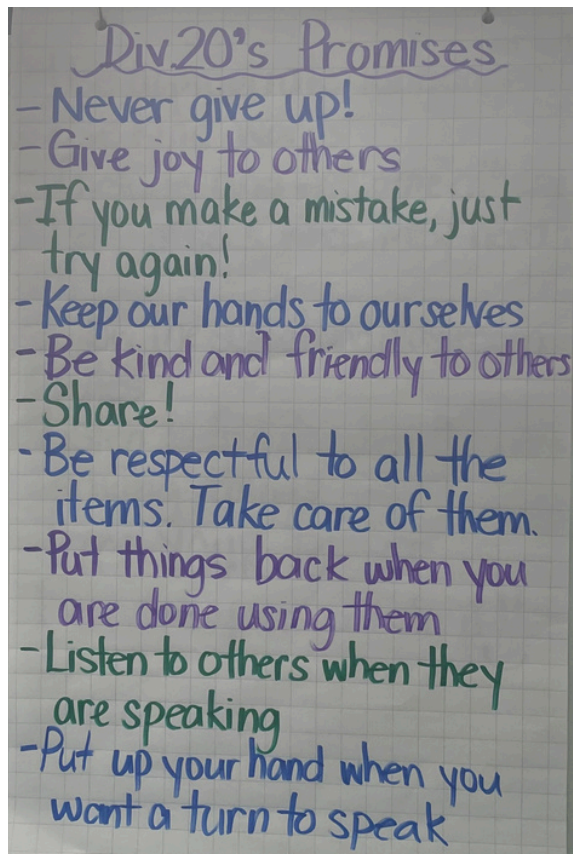 Div.20's Promises
- Never give up!
- Give joy to others
- If you make a mistake, just
try again!
- Keep our hands to ourselves
- Be kind and friendly to others
- Share!
- Be respectful to all the
items. Take care of them.
- Put things back when you
are done using them
- Listen to others when they
are speaking
- Put up your hand when you
want a turn to speak